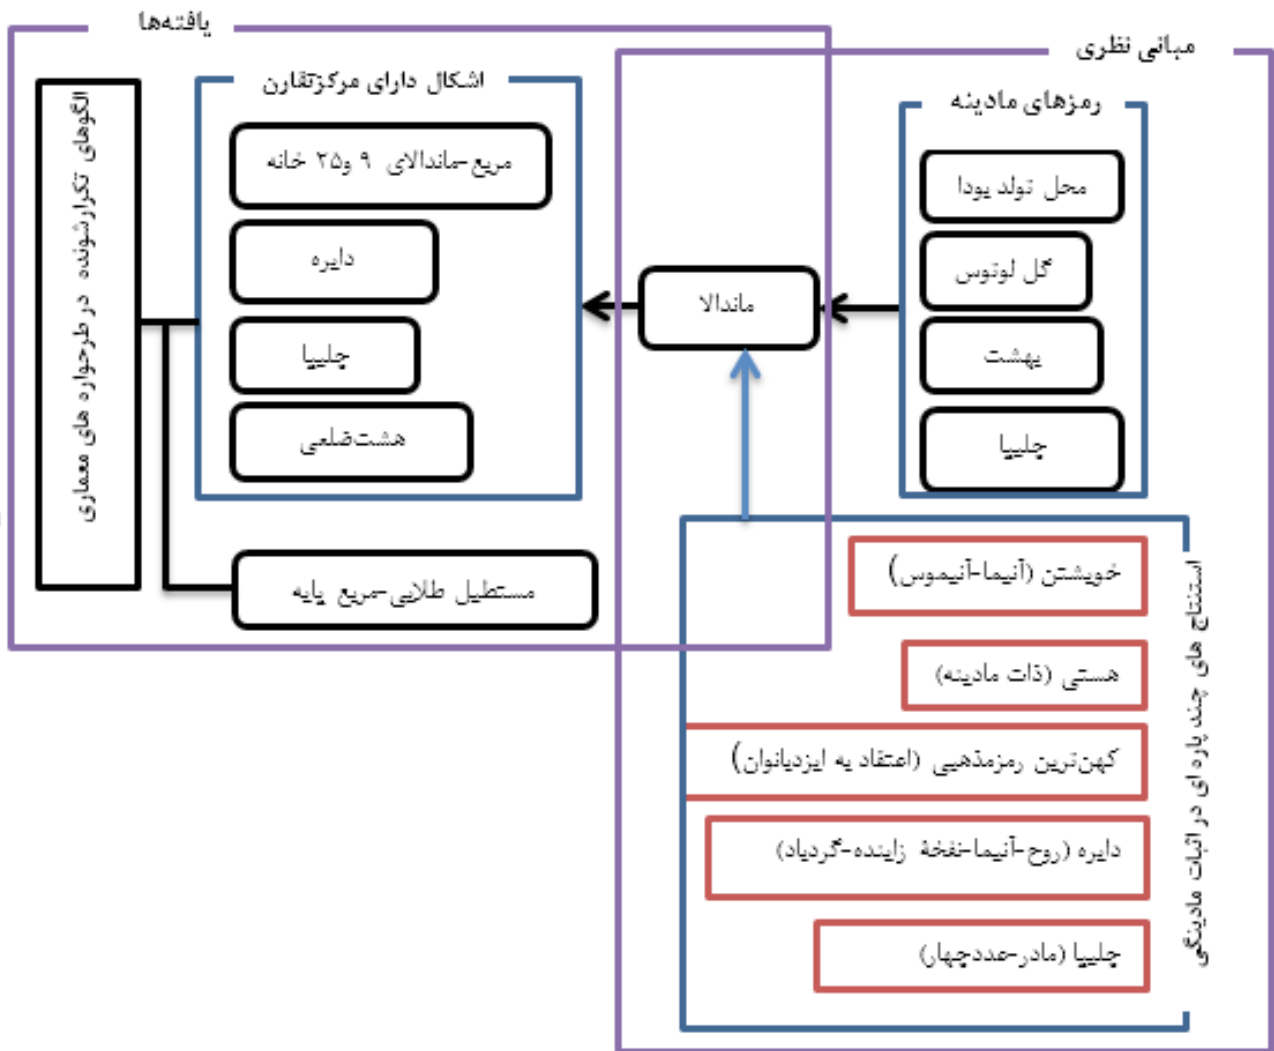 یافته‌ها
مبانی نظری
رمزهای مادینه
محل تولد بودا
گل لوتوس
بهشت
چلیپا
ماندالا
اشکال دارای مرکزتقارن
مربع-ماندالای ۹ و۲۵ خانه
دایره
چلیپا
هشت‌ضلعی
مستطیل طلایی-مربع پایه
الگوهای تکرارشونده در طرحواره های معماری
استنتاج های چند پاره ای در اثبات مادینگی
خویشتن (آنیما-آنیموس)
هستی (ذات مادینه)
کهن‌ترین رمزمذهبی (اعتقاد به ایزدبانوان)
دایره (روح-آنیما-نفخهٔ زاینده-گردباد)
چلیپا (مادر-عددچهار)